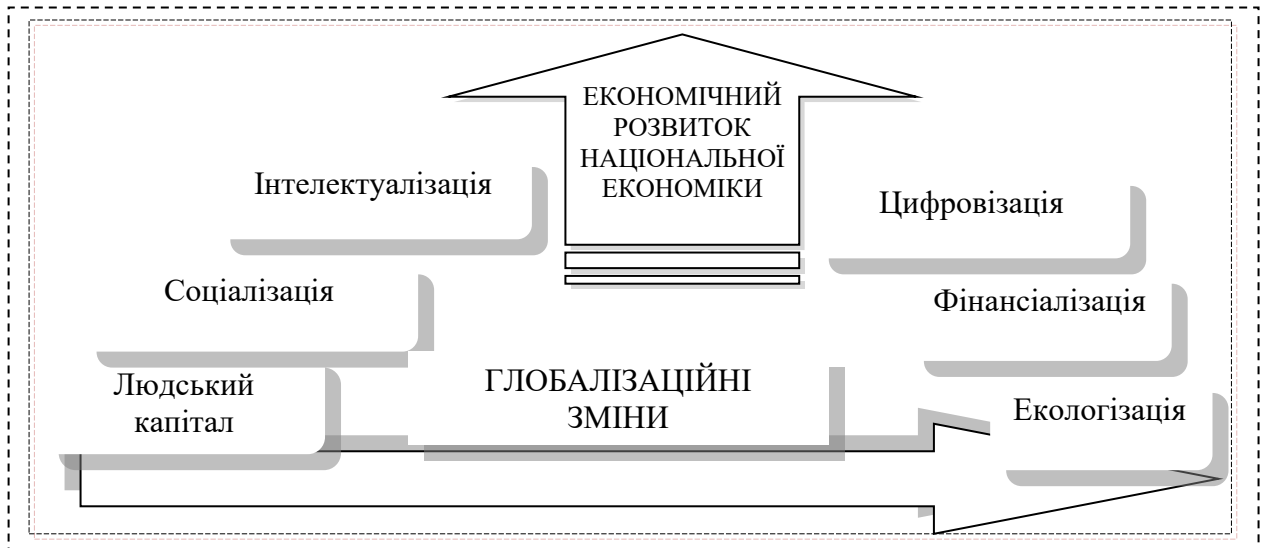 ЕКОНОМІЧНИЙ
РОЗВИТОК
НАЦІОНАЛЬНОЇ
ЕКОНОМІКИ
Інтелектуалізація
Цифровізація
Соціалізація
Фінансіалізація
Людський
капітал
ГЛОБАЛІЗАЦІЙНІ
ЗМІНИ
Екологізація